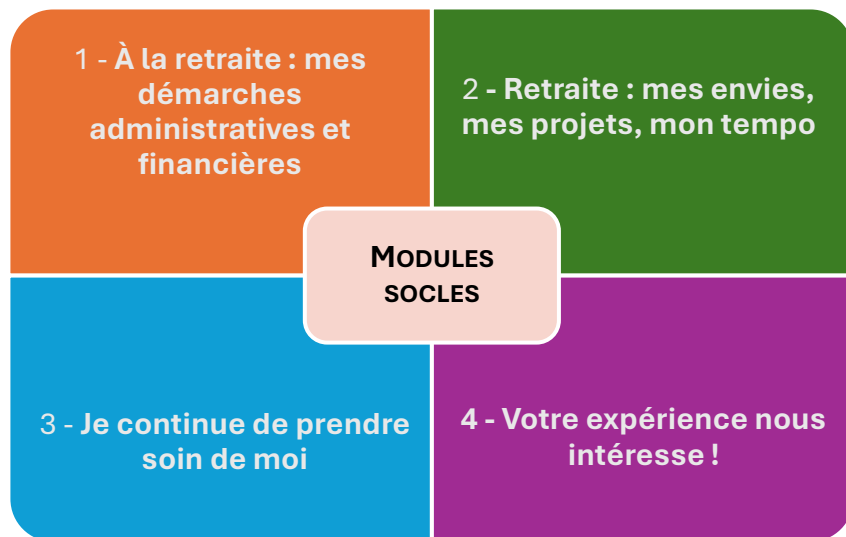 1 - À la retraite : mes
démarches
administratives et
financières
2 - Retraite : mes envies,
mes projets, mon tempo
MODULES
SOCLES
3 - Je continue de prendre
soin de moi
4 - Votre expérience nous
intéresse !